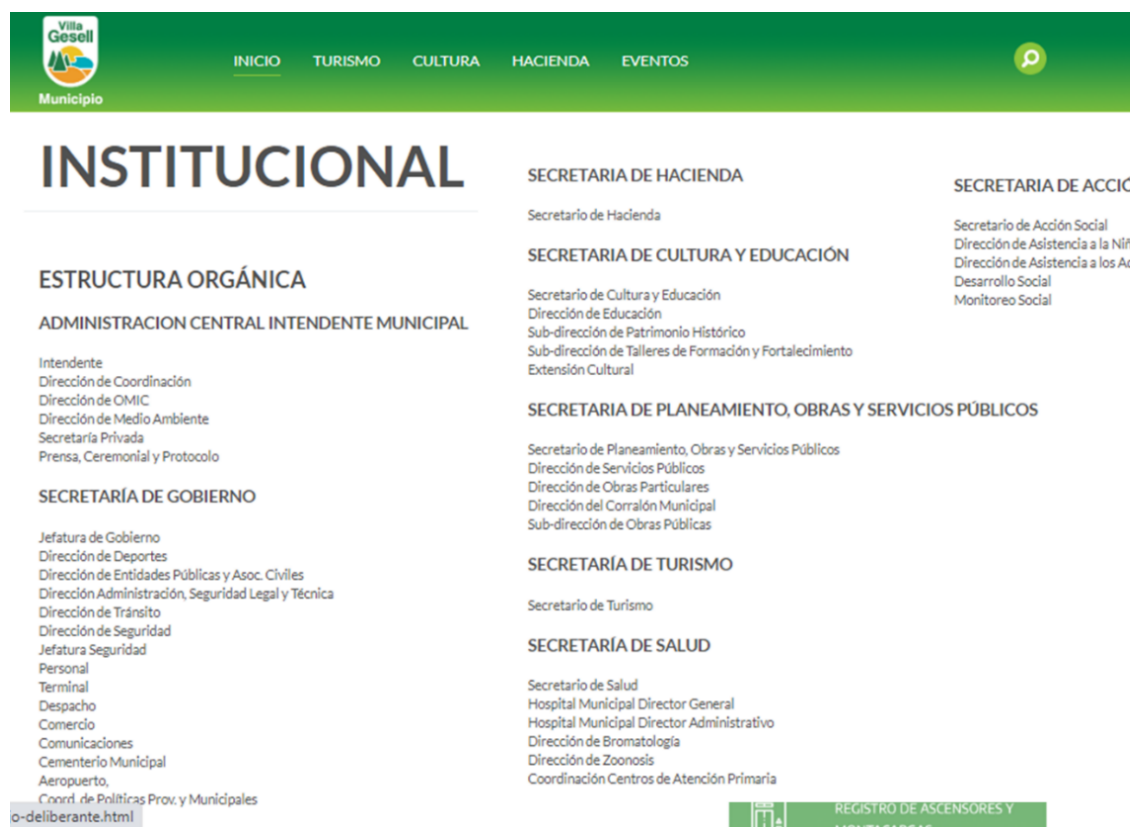 Villa
Gesell
Municipio
INICIO TURISMO CULTURA HACIENDA EVENTOS
INSTITUCIONAL
ESTRUCTURA ORGÁNICA
ADMINISTRACION CENTRAL INTENDENTE MUNICIPAL
Intendente
Dirección de Coordinación
Dirección de OMIC
Dirección de Medio Ambiente
Secretaría Privada
Prensa, Ceremonial y Protocolo
SECRETARÍA DE GOBIERNO
Jefatura de Gobierno
Dirección de Deportes
Dirección de Entidades Públicas y Asoc. Civiles
Dirección Administración, Seguridad Legal y Técnica
Dirección de Tránsito
Dirección de Seguridad
Jefatura Seguridad
Personal
Terminal
Despacho
Comercio
Comunicaciones
Cementerio Municipal
Aeropuerto,
Coord. de Políticas Prov. y Municipales
o-deliberante.html
SECRETARIA DE HACIENDA
Secretario de Hacienda
SECRETARIA DE CULTURA Y EDUCACIÓN
Secretario de Cultura y Educación
Dirección de Educación
Sub-dirección de Patrimonio Histórico
Sub-dirección de Talleres de Formación y Fortalecimiento
Extensión Cultural
SECRETARIA DE PLANEAMIENTO, OBRAS Y SERVICIOS PÚBLICOS
Secretario de Planeamiento, Obras y Servicios Públicos
Dirección de Servicios Públicos
Dirección de Obras Particulares
Dirección del Corralón Municipal
Sub-dirección de Obras Públicas
SECRETARÍA DE TURISMO
Secretario de Turismo
SECRETARÍA DE SALUD
Secretario de Salud
Hospital Municipal Director General
Hospital Municipal Director Administrativo
Dirección de Bromatología
Dirección de Zoonosis
Coordinación Centros de Atención Primaria
REGISTRO DE ASCENSORES Y
SECRETARIA DE ACCIÓ
Secretario de Acción Social
Dirección de Asistencia a la Niñ
Dirección de Asistencia a los Ad
Desarrollo Social
Monitoreo Social